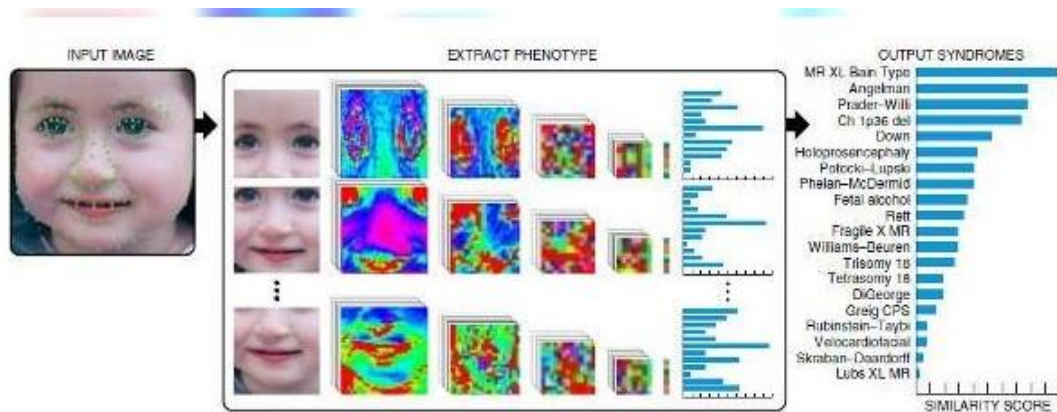 INPUT IMAGE
EXTRACT PHENOTYPE
OUTPUT SYNDROMES
MR XL Bain Type
Angelman
Prader–Willi
Ch 1p36 del
Down
Holoprosencephaly
Potocki–Lupski
Phelan–McDermid
Fetal alcohol
Rett
Fragile X MR
Williams–Beuren
Trisomy 18
Tetrasomy 18
DiGeorge
Greig CPS
Rubinstein–Taybi
Velocardiofacial
Skraban–Deardorff
Lubs XL MR
SIMILARITY SCORE